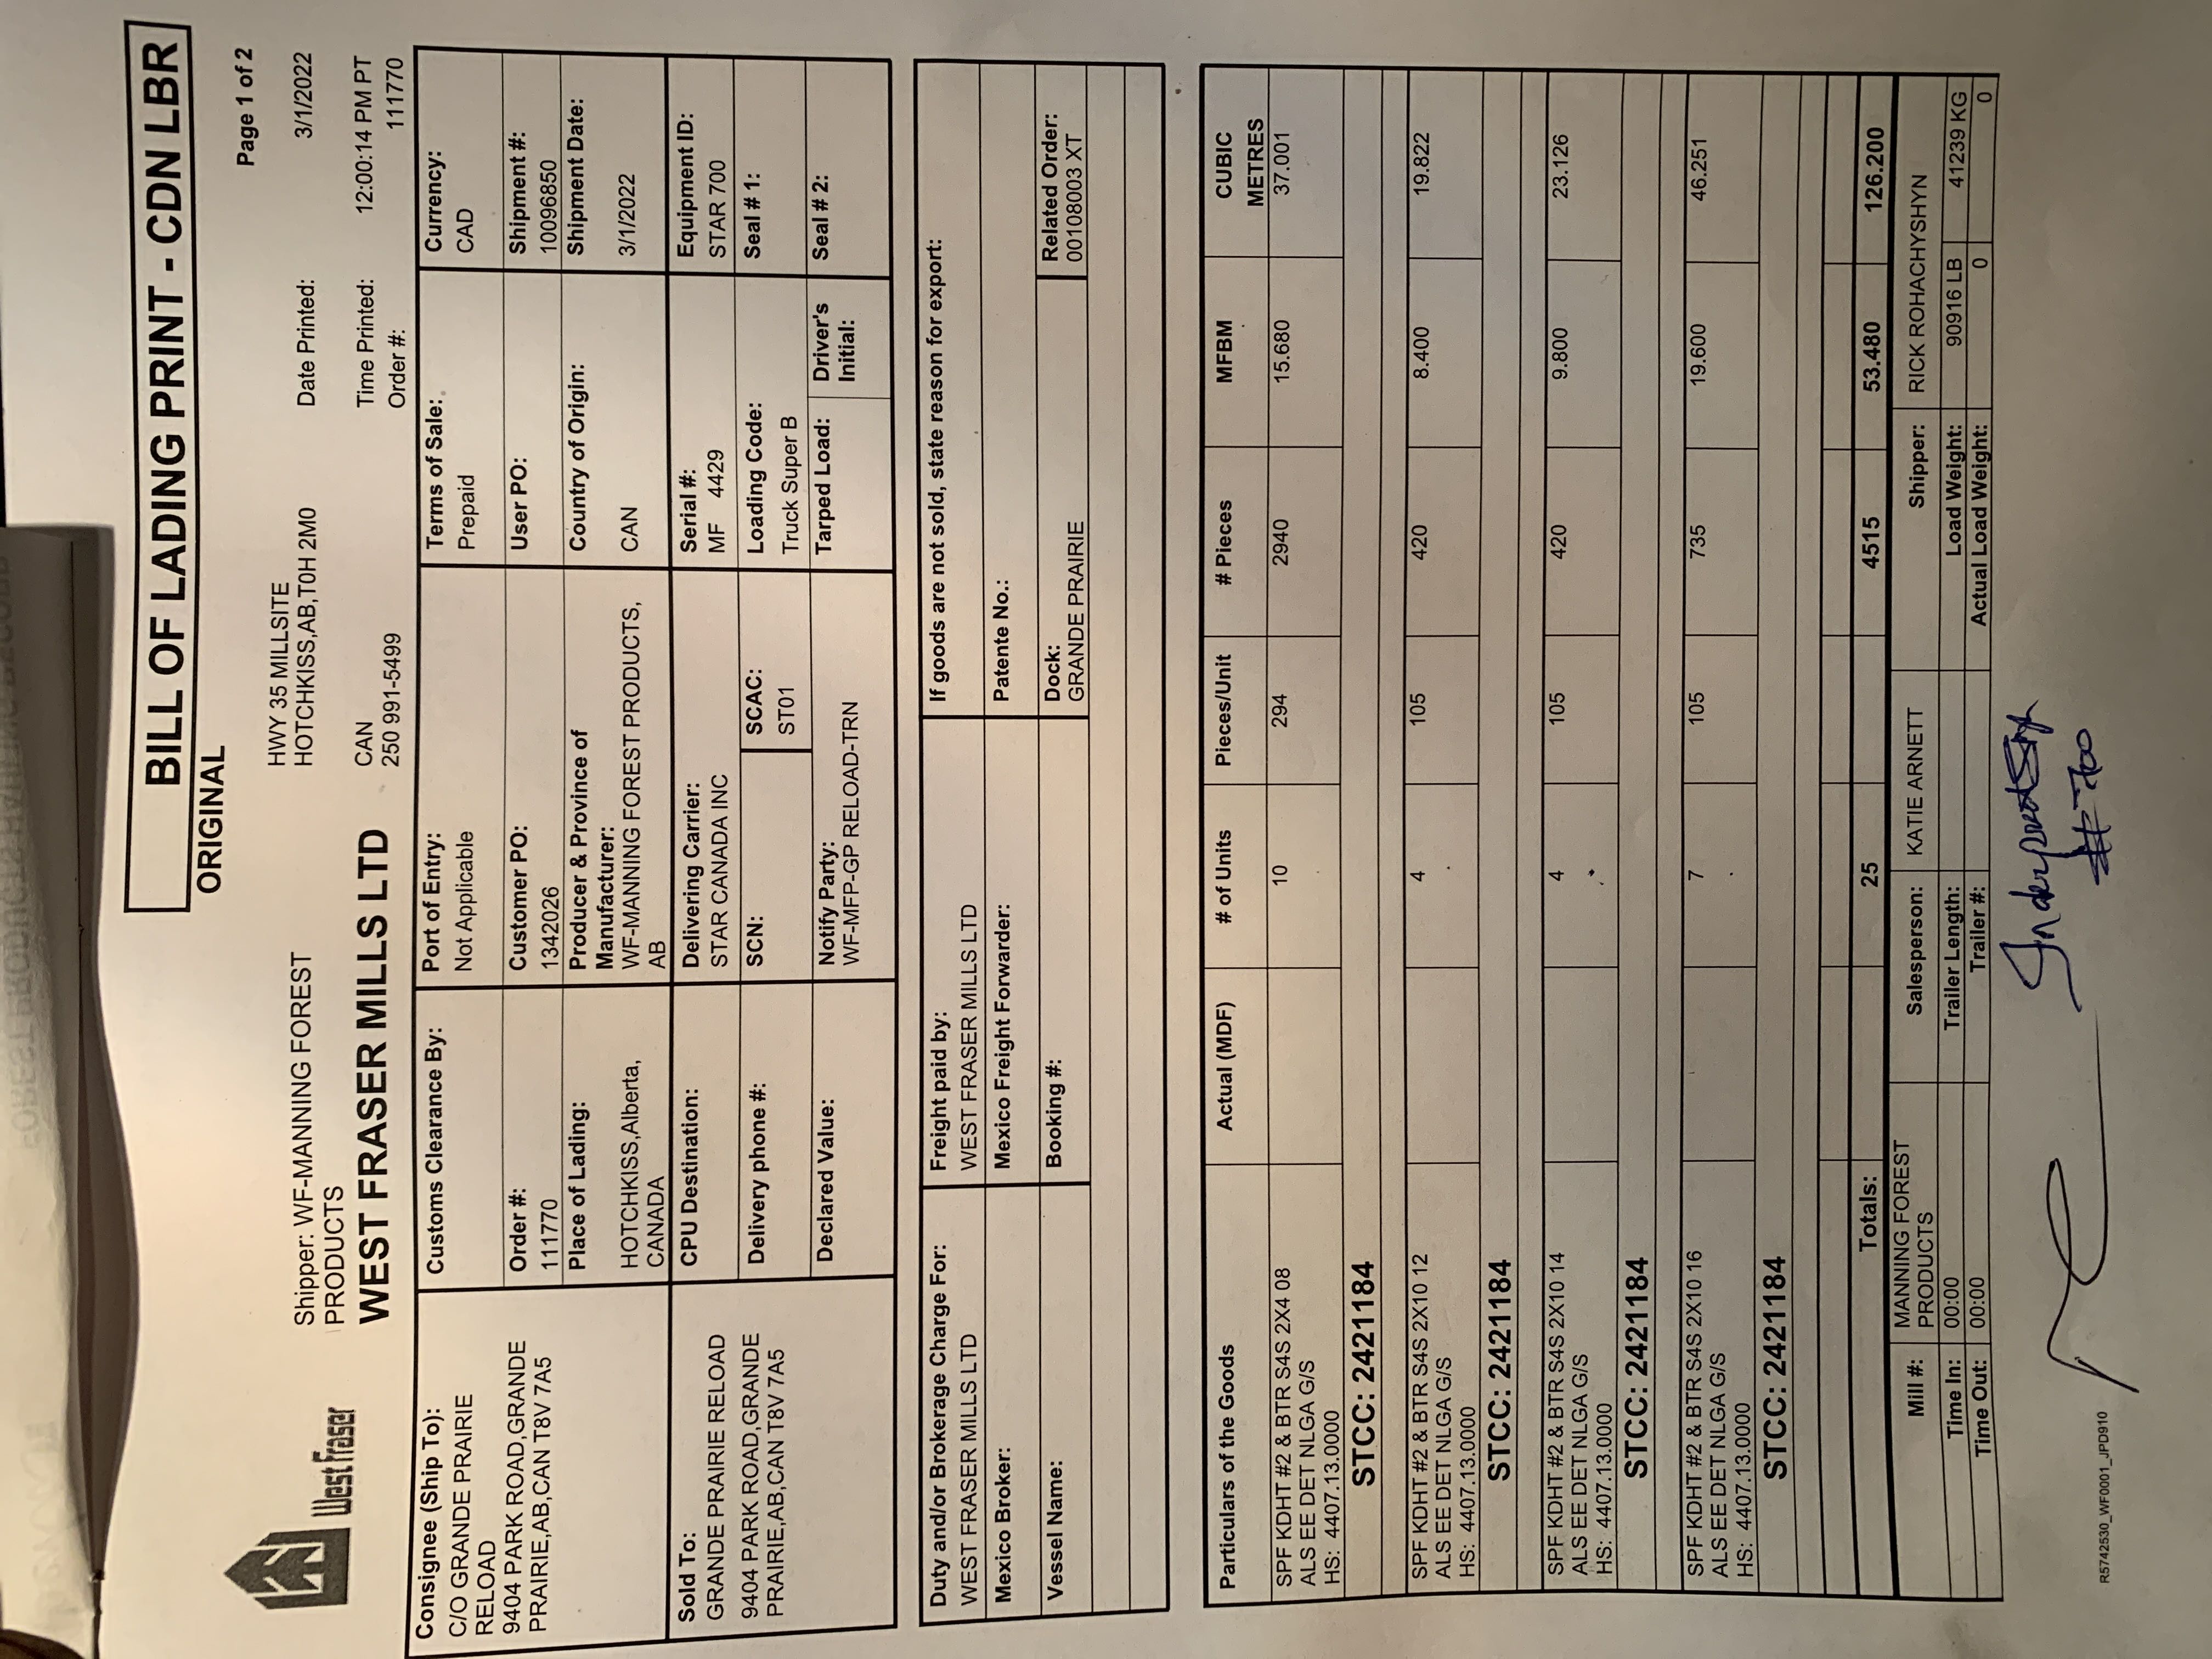 FOREST PRODUCTS HAULING RECORD
BILL OF LADING PRINT - CDN LBR
ORIGINAL
Page 1 of 2
West Fraser
Shipper: WF-MANNING FOREST
PRODUCTS
WEST FRASER MILLS LTD
HWY 35 MILLSITE
HOTCHKISS,AB,T0H 2M0
CAN
250 991-5499
Date Printed: 3/1/2022
Time Printed: 12:00:14 PM PT
Order #: 111770
Consignee (Ship To):
C/O GRANDE PRAIRIE
RELOAD
9404 PARK ROAD,GRANDE
PRAIRIE,AB,CAN T8V 7A5
Customs Clearance By:
Port of Entry:
Not Applicable
Terms of Sale:
Prepaid
Currency:
CAD
Order #:
111770
Customer PO:
1342026
User PO:
Shipment #:
10096850
Place of Lading:
HOTCHKISS,Alberta,
CANADA
Producer & Province of
Manufacturer:
WF-MANNING FOREST PRODUCTS,
AB
Country of Origin:
CAN
Shipment Date:
3/1/2022
Sold To:
GRANDE PRAIRIE RELOAD
9404 PARK ROAD,GRANDE
PRAIRIE,AB,CAN T8V 7A5
CPU Destination:
Delivering Carrier:
STAR CANADA INC
Serial #:
MF 4429
Equipment ID:
STAR 700
Delivery phone #:
SCN:
SCAC:
ST01
Loading Code:
Truck Super B
Seal # 1:
Declared Value:
Notify Party:
WF-MFP-GP RELOAD-TRN
Tarped Load:
Driver's
Initial:
Seal # 2:
Duty and/or Brokerage Charge For:
WEST FRASER MILLS LTD
Freight paid by:
WEST FRASER MILLS LTD
If goods are not sold, state reason for export:
Mexico Broker:
Mexico Freight Forwarder:
Patente No.:
Vessel Name:
Booking #:
Dock:
GRANDE PRAIRIE
Related Order:
00108003 XT
Particulars of the Goods Actual (MDF) # of Units Pieces/Unit # Pieces MFBM CUBIC
METRES
SPF KDHT #2 & BTR S4S 2X4 08 10 294 2940 15.680 37.001
ALS EE DET NLGA G/S
HS: 4407.13.0000
STCC: 2421184
SPF KDHT #2 & BTR S4S 2X10 12 4 105 420 8.400 19.822
ALS EE DET NLGA G/S
HS: 4407.13.0000
STCC: 2421184
SPF KDHT #2 & BTR S4S 2X10 14 4 105 420 9.800 23.126
ALS EE DET NLGA G/S
HS: 4407.13.0000
STCC: 2421184
SPF KDHT #2 & BTR S4S 2X10 16 7 105 735 19.600 46.251
ALS EE DET NLGA G/S
HS: 4407.13.0000
STCC: 2421184
Totals: 25 4515 53.480 126.200
Mill #: MANNING FOREST
PRODUCTS
Salesperson: KATIE ARNETT
Shipper: RICK ROHACHYSHYN
Time In: 00:00 Trailer Length: Load Weight: 90916 LB 41239 KG
Time Out: 00:00 Trailer #: Actual Load Weight: 0 0
# 700
R5742530_WF0001_JPD910